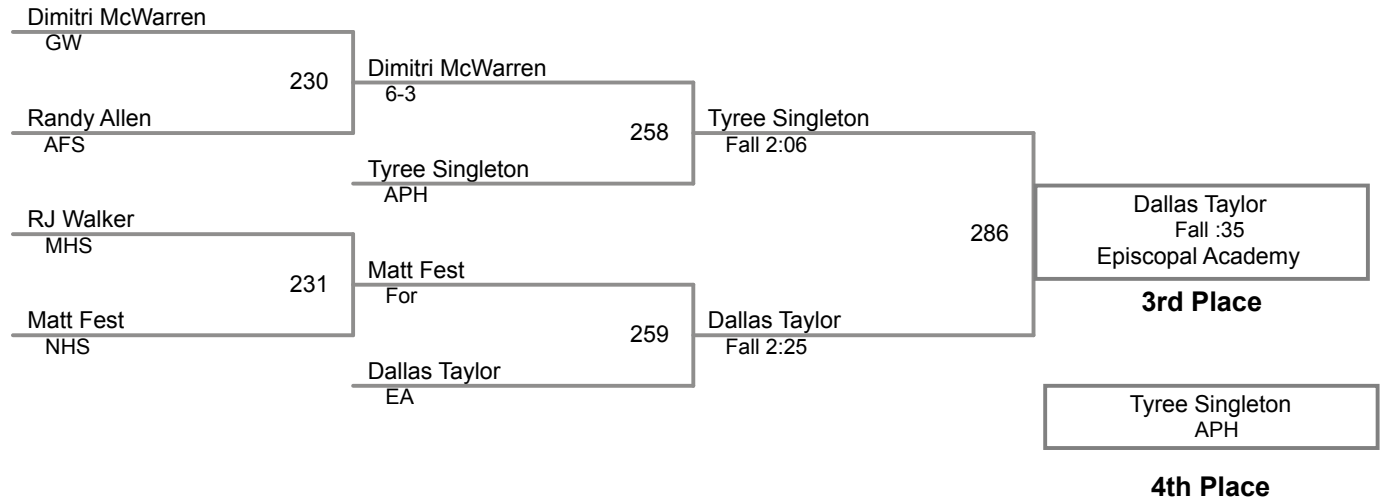 Dimitri McWarren
GW
230
Dimitri McWarren
6-3
Randy Allen
AFS
258
Tyree Singleton
Fall 2:06
Tyree Singleton
APH
RJ Walker
MHS
286
Dallas Taylor
Fall :35
Episcopal Academy
3rd Place
231
Matt Fest
For
Matt Fest
NHS
259
Dallas Taylor
Fall 2:25
Dallas Taylor
EA
Tyree Singleton
APH
4th Place